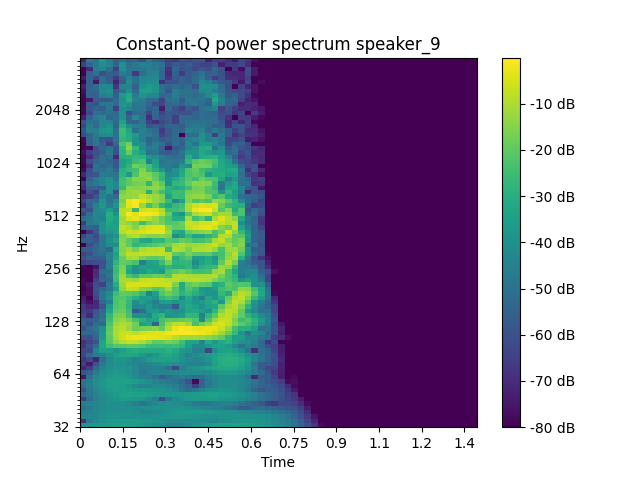 Constant-Q power spectrum speaker_9
Hz
2048
1024
512
256
128
64
32
0 0.15 0.3 0.45 0.6 0.75 0.9 1.1 1.2 1.4
Time
-10 dB
-20 dB
-30 dB
-40 dB
-50 dB
-60 dB
-70 dB
-80 dB